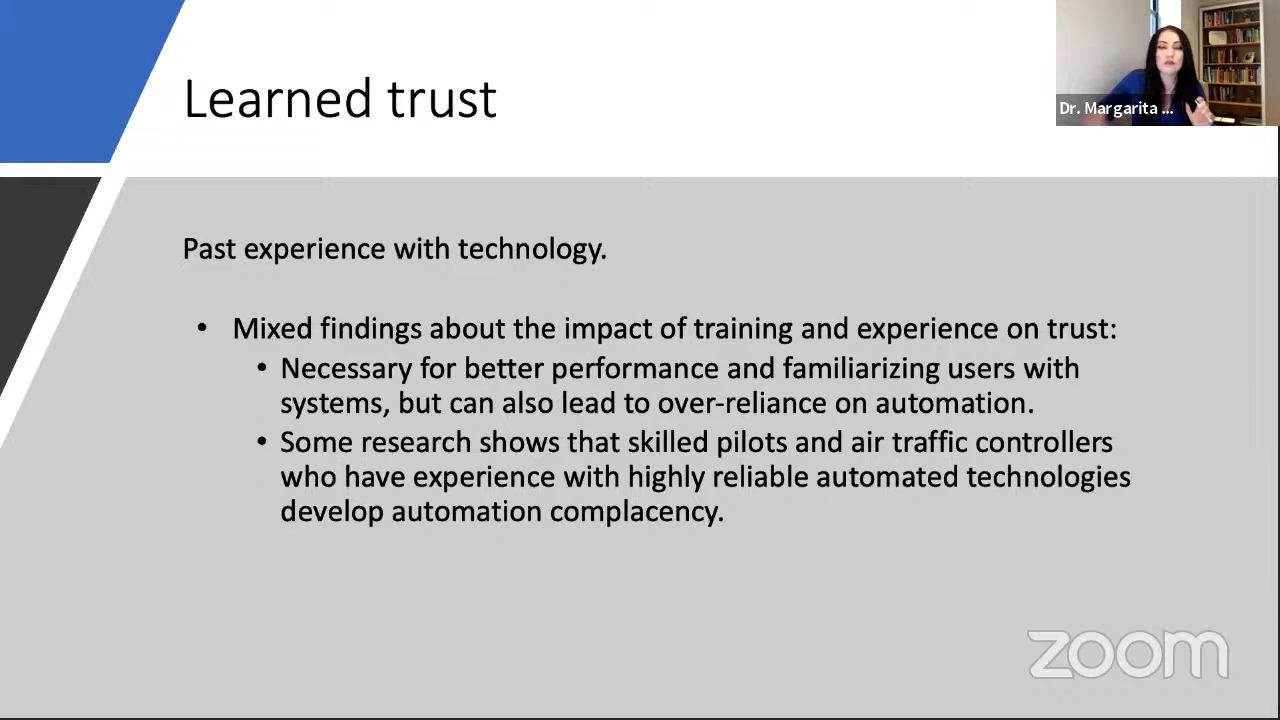 Learned trust
Dr. Margarita ...
Past experience with technology.
• Mixed findings about the impact of training and experience on trust:
• Necessary for better performance and familiarizing users with
systems, but can also lead to over-reliance on automation.
• Some research shows that skilled pilots and air traffic controllers
who have experience with highly reliable automated technologies
develop automation complacency.
zoom